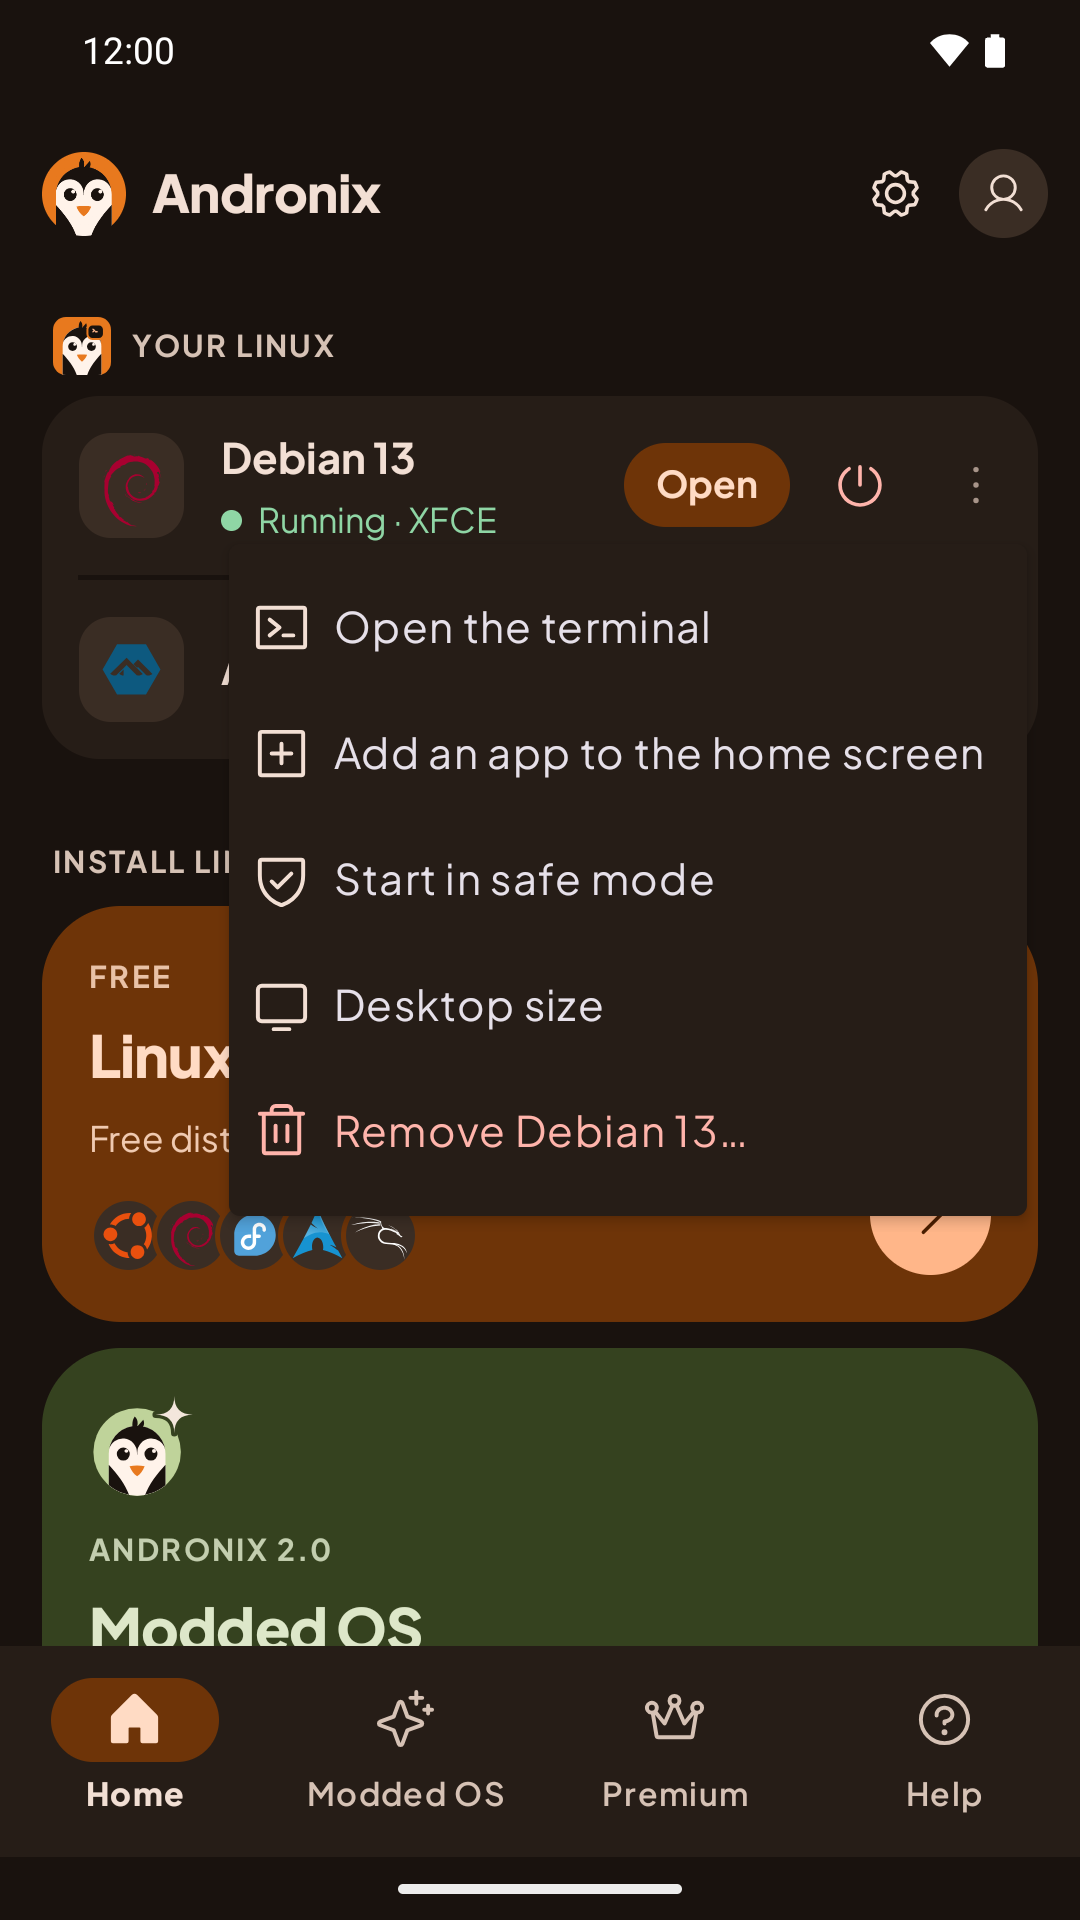 12:00
Andronix
YOUR LINUX
Debian 13
Open
Running · XFCE
Open the terminal
Add an app to the home screen
Start in safe mode
Desktop size
Remove Debian 13...
INSTALL
FREE
Linux
Free
ANDRONIX 2.0
Modded OS
Home
Modded OS
Premium
Help